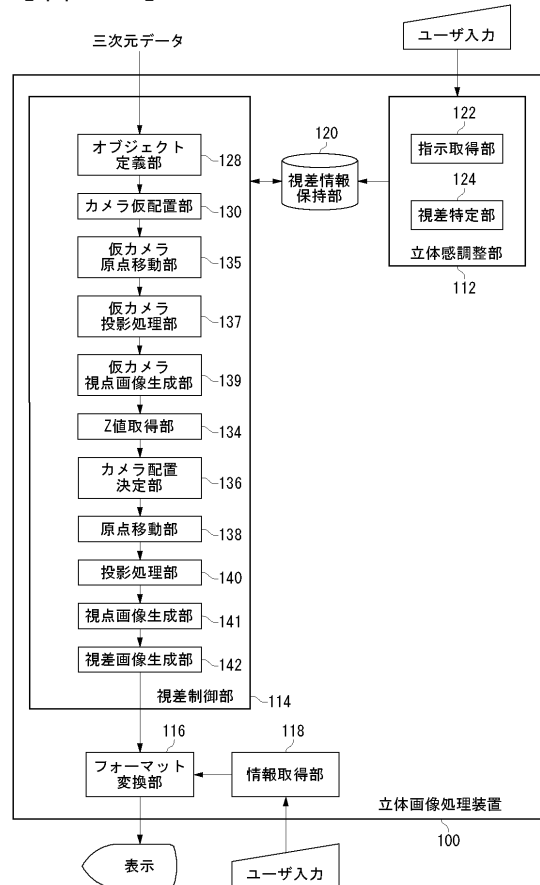 三次元データ
ユーザ入力
オブジェクト
定義部
128
カメラ仮配置部
130
仮カメラ
原点移動部
135
仮カメラ
投影処理部
137
仮カメラ
視点画像生成部
139
Z値取得部
134
カメラ配置
決定部
136
原点移動部
138
投影処理部
140
視点画像生成部
141
視差画像生成部
142
視差制御部
114
120
視差情報
保持部
122
指示取得部
124
視差特定部
立体感調整部
112
116
フォーマット
変換部
118
情報取得部
立体画像処理装置
100
表示
ユーザ入力